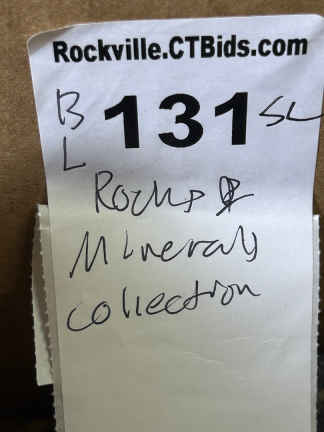 Rockville.CTBids.com
B 131 SL
L
Rocks &
Minerals
Collection